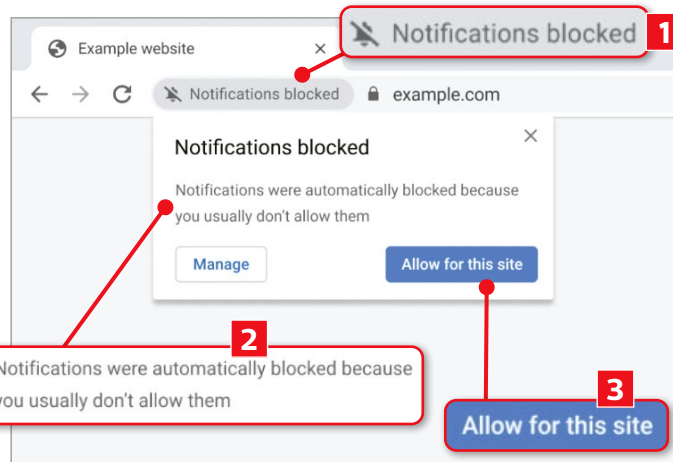 Notifications blocked 1
Example website
Notifications blocked example.com
Notifications blocked
Notifications were automatically blocked because
you usually don't allow them
Manage
Allow for this site
2
Notifications were automatically blocked because
you usually don't allow them
3
Allow for this site